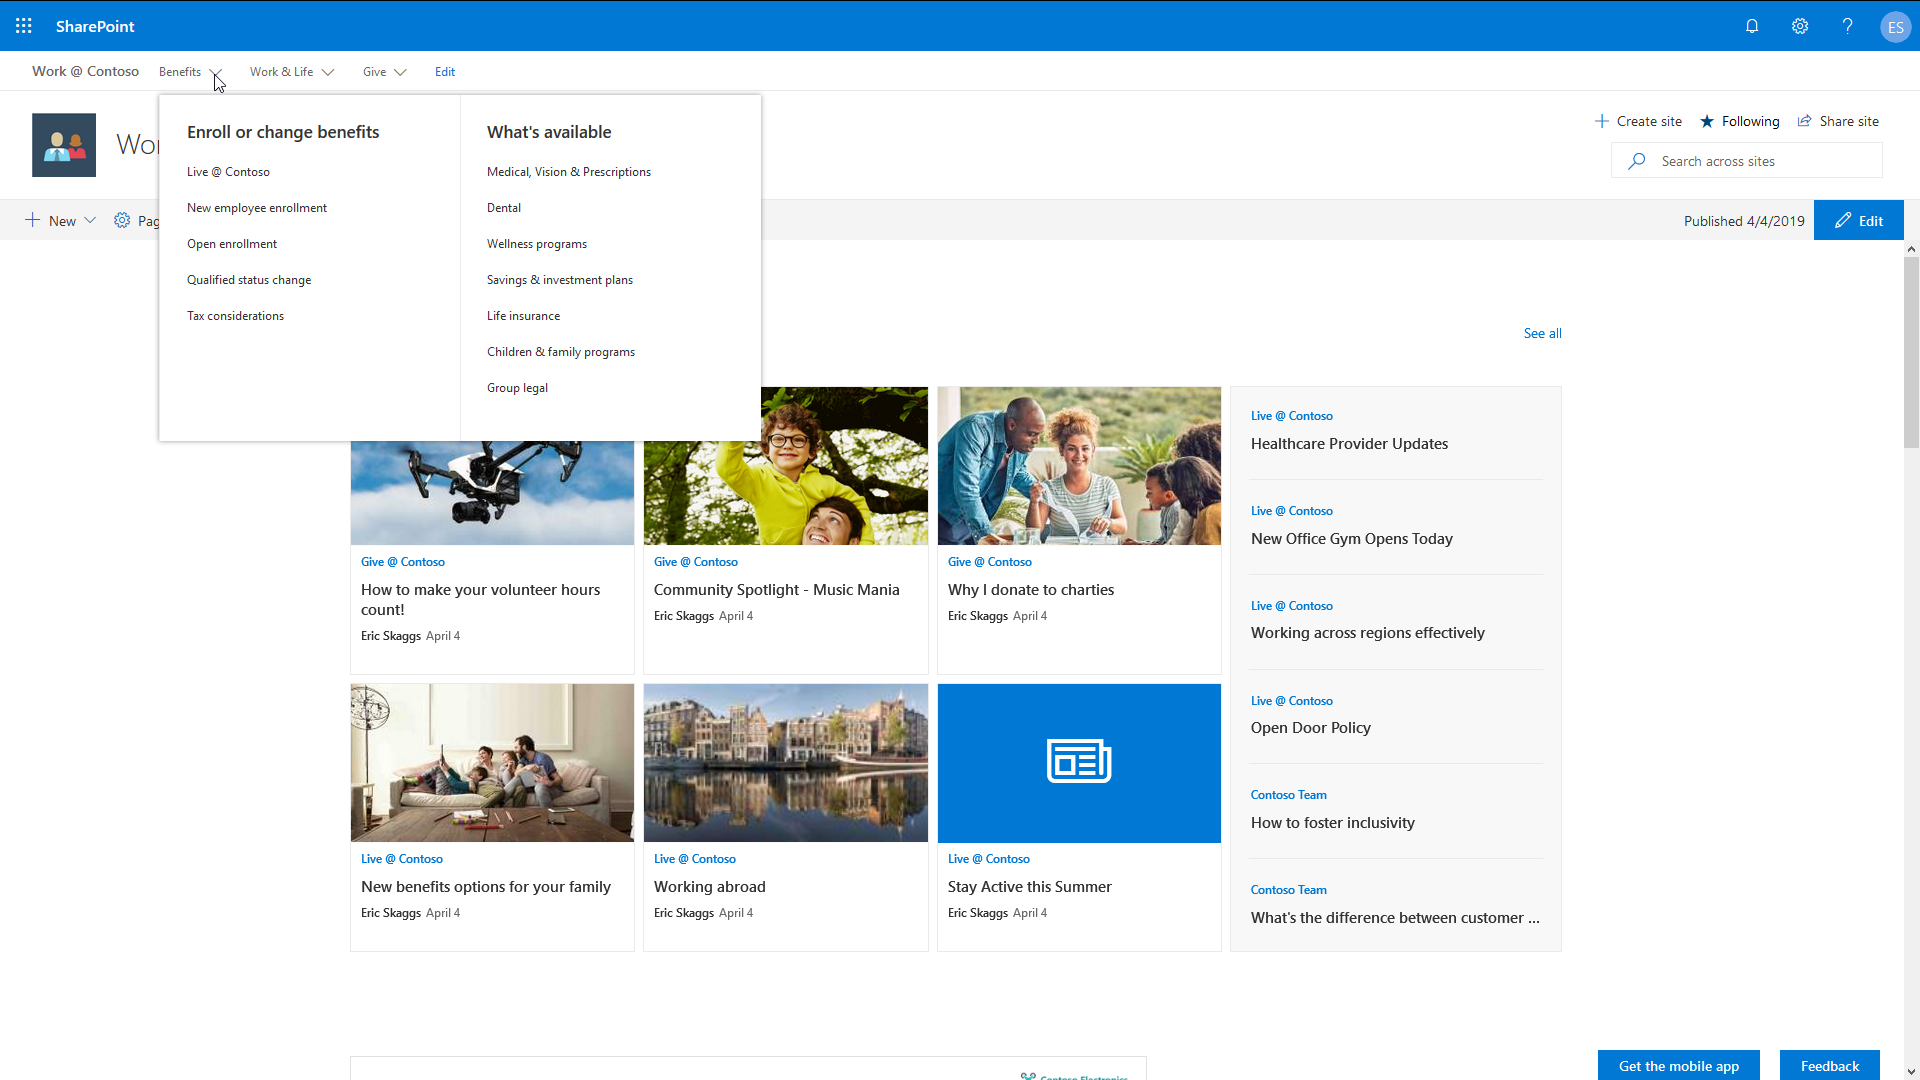 SharePoint
ES
Work @ Contoso
Benefits
Work & Life
Give
Edit
Enroll or change benefits
Live @ Contoso
New employee enrollment
Open enrollment
Qualified status change
Tax considerations
What's available
Medical, Vision & Prescriptions
Dental
Wellness programs
Savings & investment plans
Life insurance
Children & family programs
Group legal
Create site
Following
Share site
Search across sites
New
Published 4/4/2019
Edit
See all
Give @ Contoso
How to make your volunteer hours
count!
Eric Skaggs April 4
Give @ Contoso
Community Spotlight - Music Mania
Eric Skaggs April 4
Give @ Contoso
Why I donate to charties
Eric Skaggs April 4
Live @ Contoso
New benefits options for your family
Eric Skaggs April 4
Live @ Contoso
Working abroad
Eric Skaggs April 4
Live @ Contoso
Stay Active this Summer
Eric Skaggs April 4
Live @ Contoso
Healthcare Provider Updates
Live @ Contoso
New Office Gym Opens Today
Live @ Contoso
Working across regions effectively
Live @ Contoso
Open Door Policy
Contoso Team
How to foster inclusivity
Contoso Team
What's the difference between customer ...
Contoso Electronics
Get the mobile app
Feedback